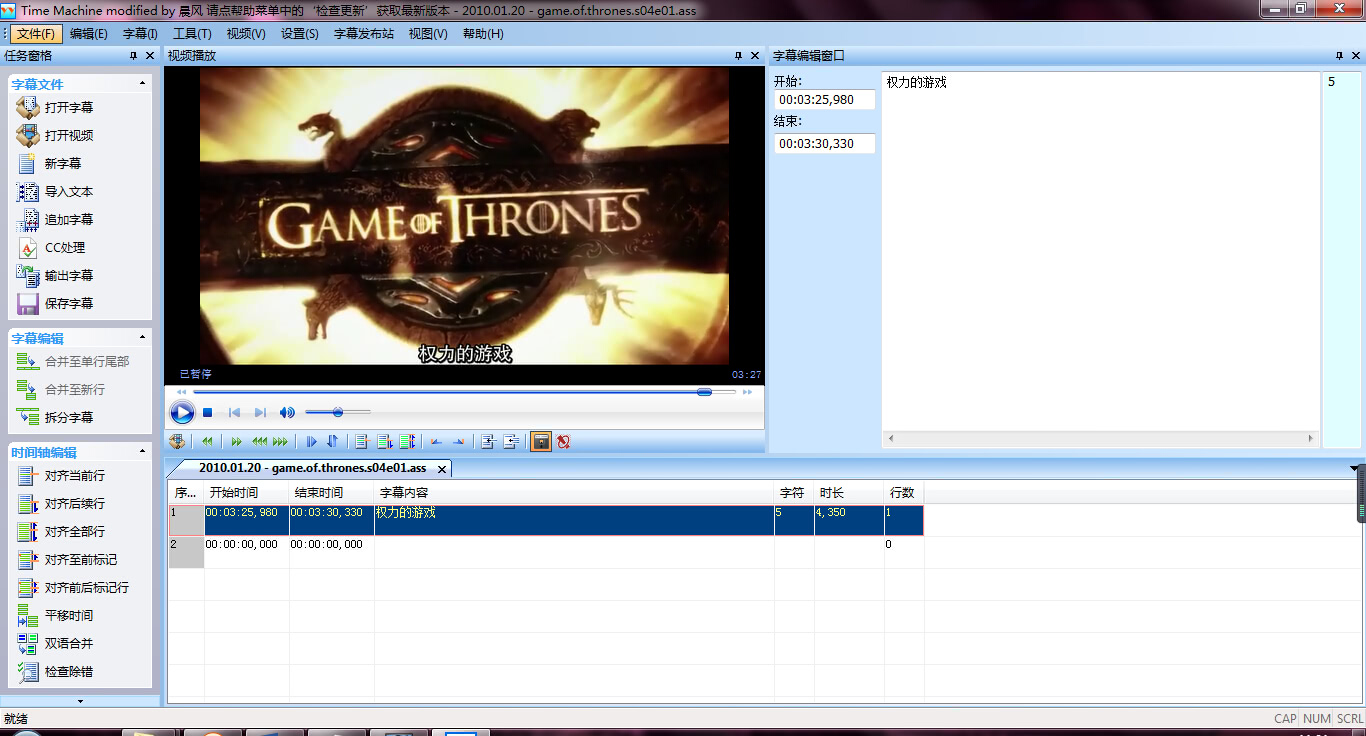 Time Machine modified by 晨风 请点帮助菜单中的‘检查更新’获取最新版本 - 2010.01.20 - game.of.thrones.s04e01.ass
文件(F) 编辑(E) 字幕(I) 工具(T) 视频(V) 设置(S) 字幕发布站 视图(V) 帮助(H)
任务窗格
字幕文件
打开字幕
打开视频
新字幕
导入文本
追加字幕
CC处理
输出字幕
保存字幕
字幕编辑
合并至单行尾部
合并至新行
拆分字幕
时间轴编辑
对齐当前行
对齐后续行
对齐全部行
对齐至前标记
对齐前后标记行
平移时间
双语合并
检查除错
视频播放
GAME OF THRONES
权力的游戏
已暂停 03:27
字幕编辑窗口
开始:
00:03:25,980
结束:
00:03:30,330
权力的游戏
5
2010.01.20 - game.of.thrones.s04e01.ass
序... 开始时间 结束时间 字幕内容 字符 时长 行数
1 00:03:25,980 00:03:30,330 权力的游戏 5 4,350 1
2 00:00:00,000 00:00:00,000 0
就绪
CAP NUM SCRL